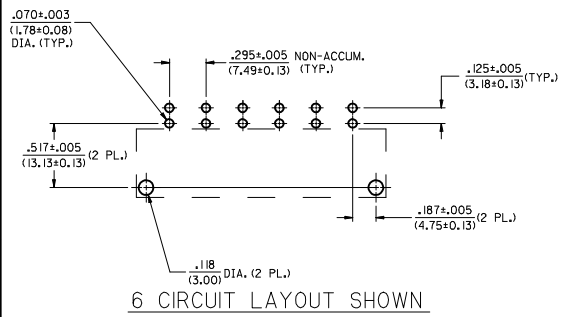 .070±.003
(1.78±0.08)
DIA. (TYP.)
.295±.005 NON-ACCUM.
(7.49±0.13) (TYP.)
.125±.005 (TYP.)
(3.18±0.13)
.517±.005 (2 PL.)
(13.13±0.13)
.187±.005 (2 PL.)
(4.75±0.13)
.118 DIA. (2 PL.)
(3.00)
6 CIRCUIT LAYOUT SHOWN